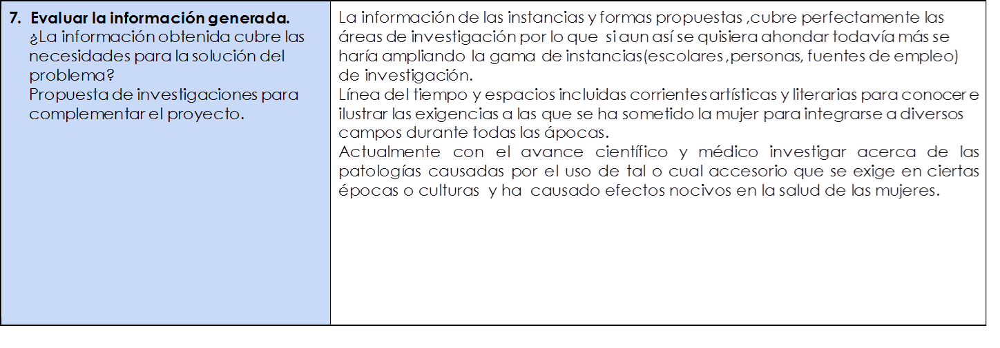 7. Evaluar la información generada.
¿La información obtenida cubre las
necesidades para la solución del
problema?
Propuesta de investigaciones para
complementar el proyecto.
La información de las instancias y formas propuestas ,cubre perfectamente las
áreas de investigación por lo que si aun así se quisiera ahondar todavía más se
haría ampliando la gama de instancias(escolares ,personas, fuentes de empleo)
de investigación.
Línea del tiempo y espacios incluidas corrientes artísticas y literarias para conocer e
ilustrar las exigencias a las que se ha sometido la mujer para integrarse a diversos
campos durante todas las ápocas.
Actualmente con el avance científico y médico investigar acerca de las
patologías causadas por el uso de tal o cual accesorio que se exige en ciertas
épocas o culturas y ha causado efectos nocivos en la salud de las mujeres.